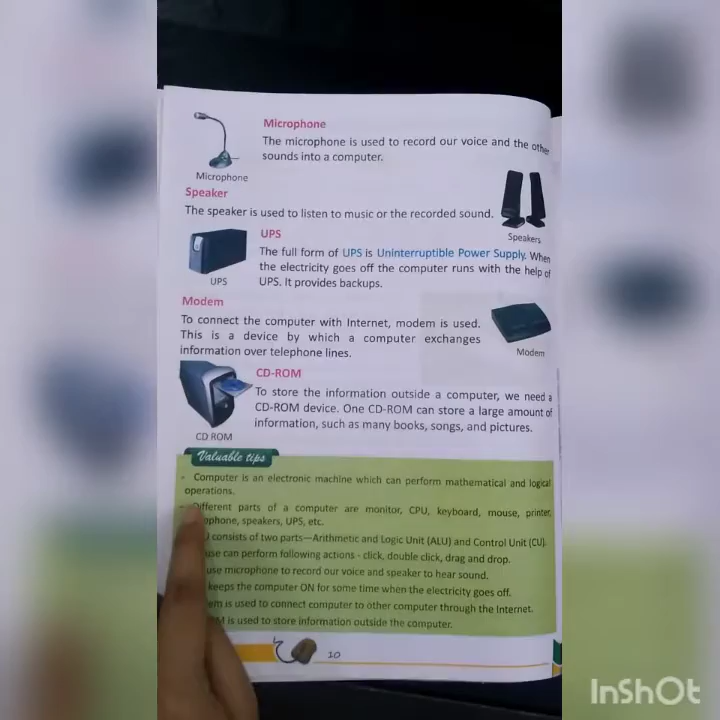 Microphone
The microphone is used to record our voice and the other
sounds into a computer.
Microphone
Speaker
The speaker is used to listen to music or the recorded sound.
Speakers
UPS
The full form of UPS is Uninterruptible Power Supply. When
the electricity goes off the computer runs with the help of
UPS. It provides backups.
UPS
Modem
To connect the computer with Internet, modem is used.
This is a device by which a computer exchanges
information over telephone lines.
Modem
CD-ROM
To store the information outside a computer, we need a
CD-ROM device. One CD-ROM can store a large amount of
information, such as many books, songs, and pictures.
CD ROM
Valuable tips
Computer is an electronic machine which can perform mathematical and logical
operations.
Different parts of a computer are monitor, CPU, keyboard, mouse, printer,
phone, speakers, UPS, etc.
consists of two parts—Arithmetic and Logic Unit (ALU) and Control Unit (CU).
use can perform following actions - click, double click, drag and drop.
use microphone to record our voice and speaker to hear sound.
keeps the computer ON for some time when the electricity goes off.
em is used to connect computer to other computer through the Internet.
M is used to store information outside the computer.
10
InShOt